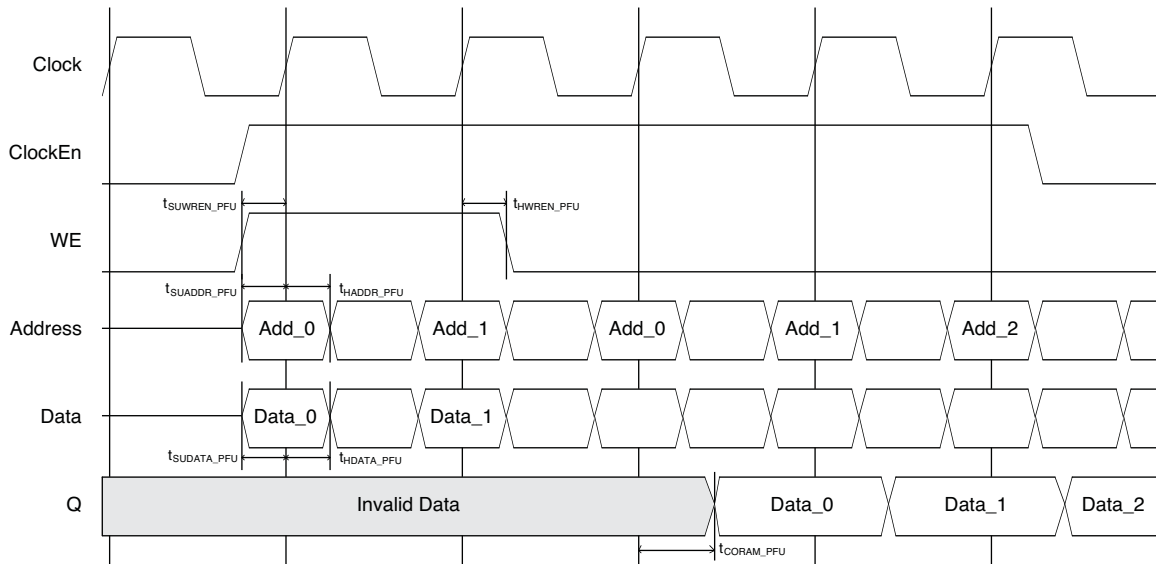 Clock
ClockEn
tSUWREN_PFU tHWREN_PFU
WE
tSUADDR_PFU tHADDR_PFU
Address Add_0 Add_1 Add_0 Add_1 Add_2
Data Data_0 Data_1
tSUDATA_PFU tHDATA_PFU
Q Invalid Data Data_0 Data_1 Data_2
tCORAM_PFU